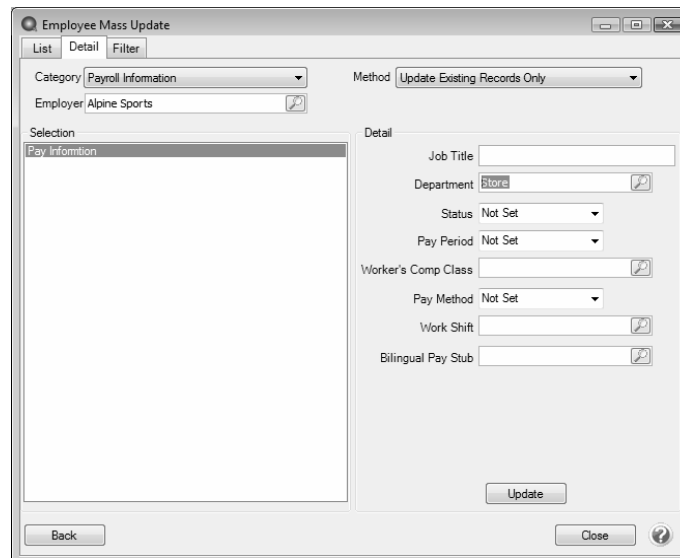 Employee Mass Update
List Detail Filter
Category Payroll Information Method Update Existing Records Only
Employer Alpine Sports
Selection Detail
Pay Informtion
Job Title
Department Store
Status Not Set
Pay Period Not Set
Worker's Comp Class
Pay Method Not Set
Work Shift
Bilingual Pay Stub
Update
Back Close ?